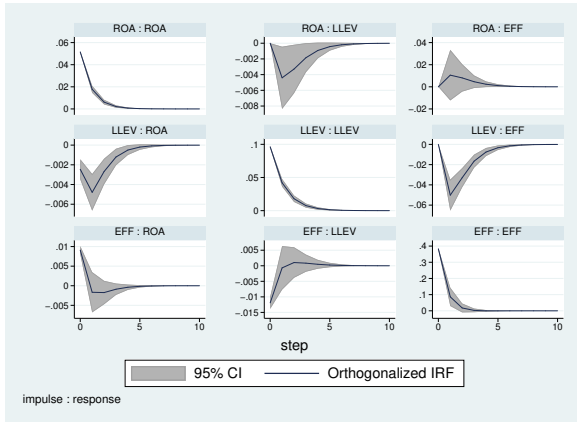 ROA : ROA
ROA : LLEV
ROA : EFF
.06
.04
.02
0
0
-.002
-.004
-.006
-.008
.04
.02
0
-.02
LLEV : ROA
LLEV : LLEV
LLEV : EFF
0
-.002
-.004
-.006
.1
.05
0
0
-.02
-.04
-.06
EFF : ROA
EFF : LLEV
EFF : EFF
.01
.005
0
-.005
.005
0
-.005
-.01
-.015
.4
.3
.2
.1
0
0 5 10
0 5 10
0 5 10
step
95% CI
Orthogonalized IRF
impulse : response